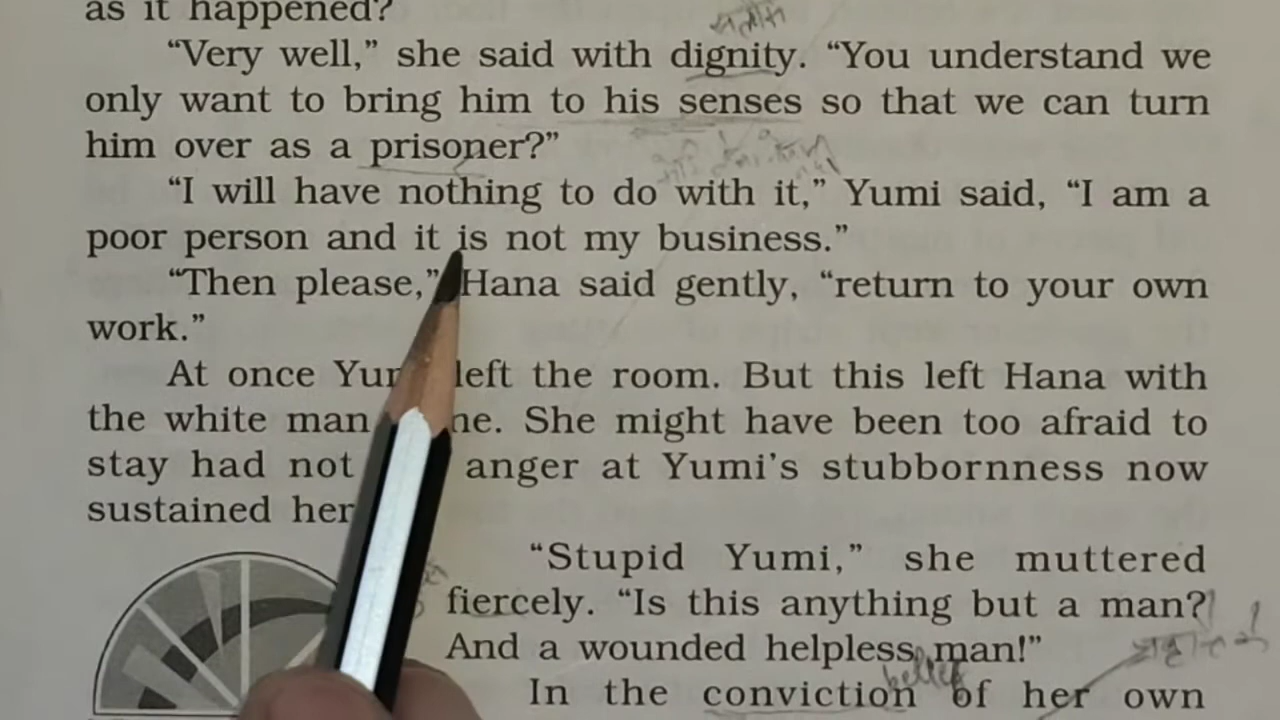 as it happened?
“Very well,” she said with dignity. “You understand we
only want to bring him to his senses so that we can turn
him over as a prisoner?”
“I will have nothing to do with it,” Yumi said, “I am a
poor person and it is not my business.”
“Then please,” Hana said gently, “return to your own
work.”
At once left the room. But this left Hana with
the white man She might have been too afraid to
stay had not anger at Yumi’s stubbornness now
sustained her
“Stupid Yumi,” she muttered
fiercely. “Is this anything but a man?
And a wounded helpless man!”
belief
In the conviction of her own